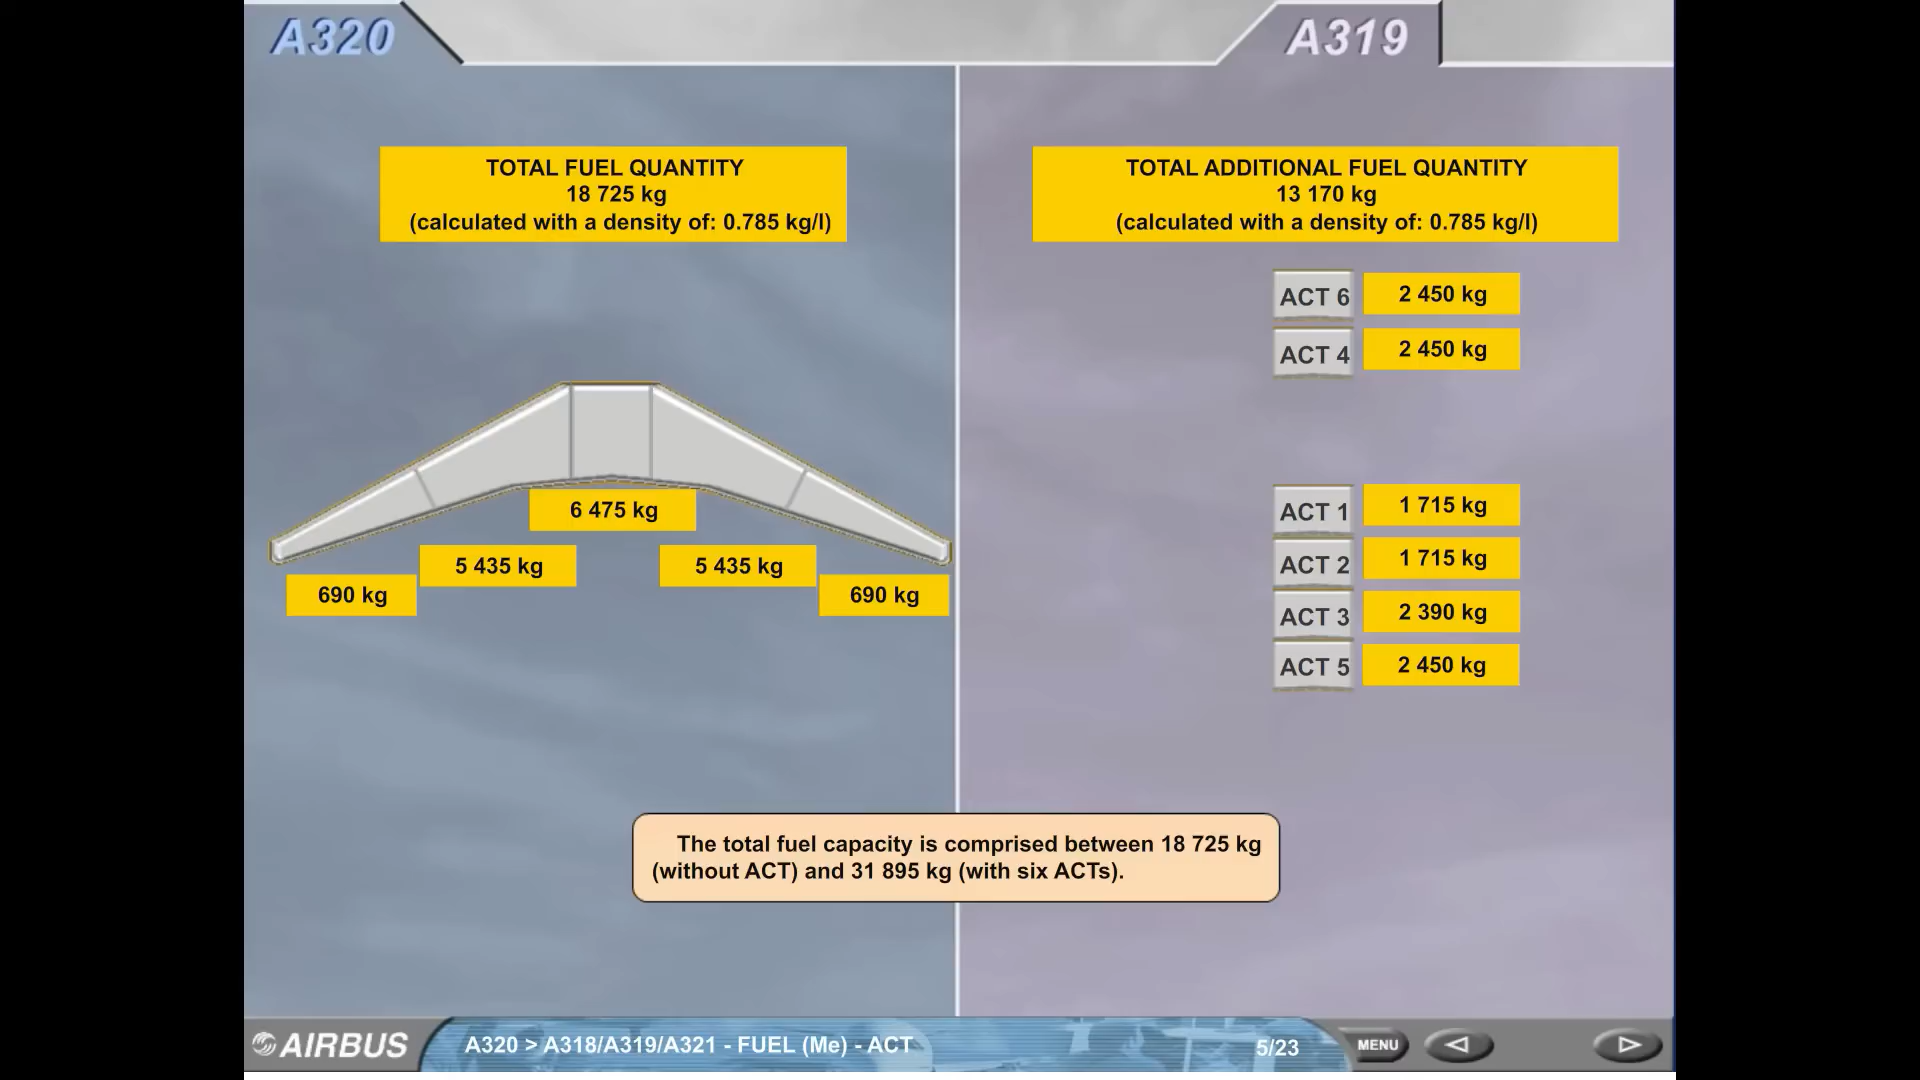 A320
A319
TOTAL FUEL QUANTITY
18 725 kg
(calculated with a density of: 0.785 kg/l)
TOTAL ADDITIONAL FUEL QUANTITY
13 170 kg
(calculated with a density of: 0.785 kg/l)
6 475 kg
5 435 kg
5 435 kg
690 kg
690 kg
ACT 6 2 450 kg
ACT 4 2 450 kg
ACT 1 1 715 kg
ACT 2 1 715 kg
ACT 3 2 390 kg
ACT 5 2 450 kg
The total fuel capacity is comprised between 18 725 kg
(without ACT) and 31 895 kg (with six ACTs).
AIRBUS
A320 > A318/A319/A321 - FUEL (Me) - ACT
5/23
MENU